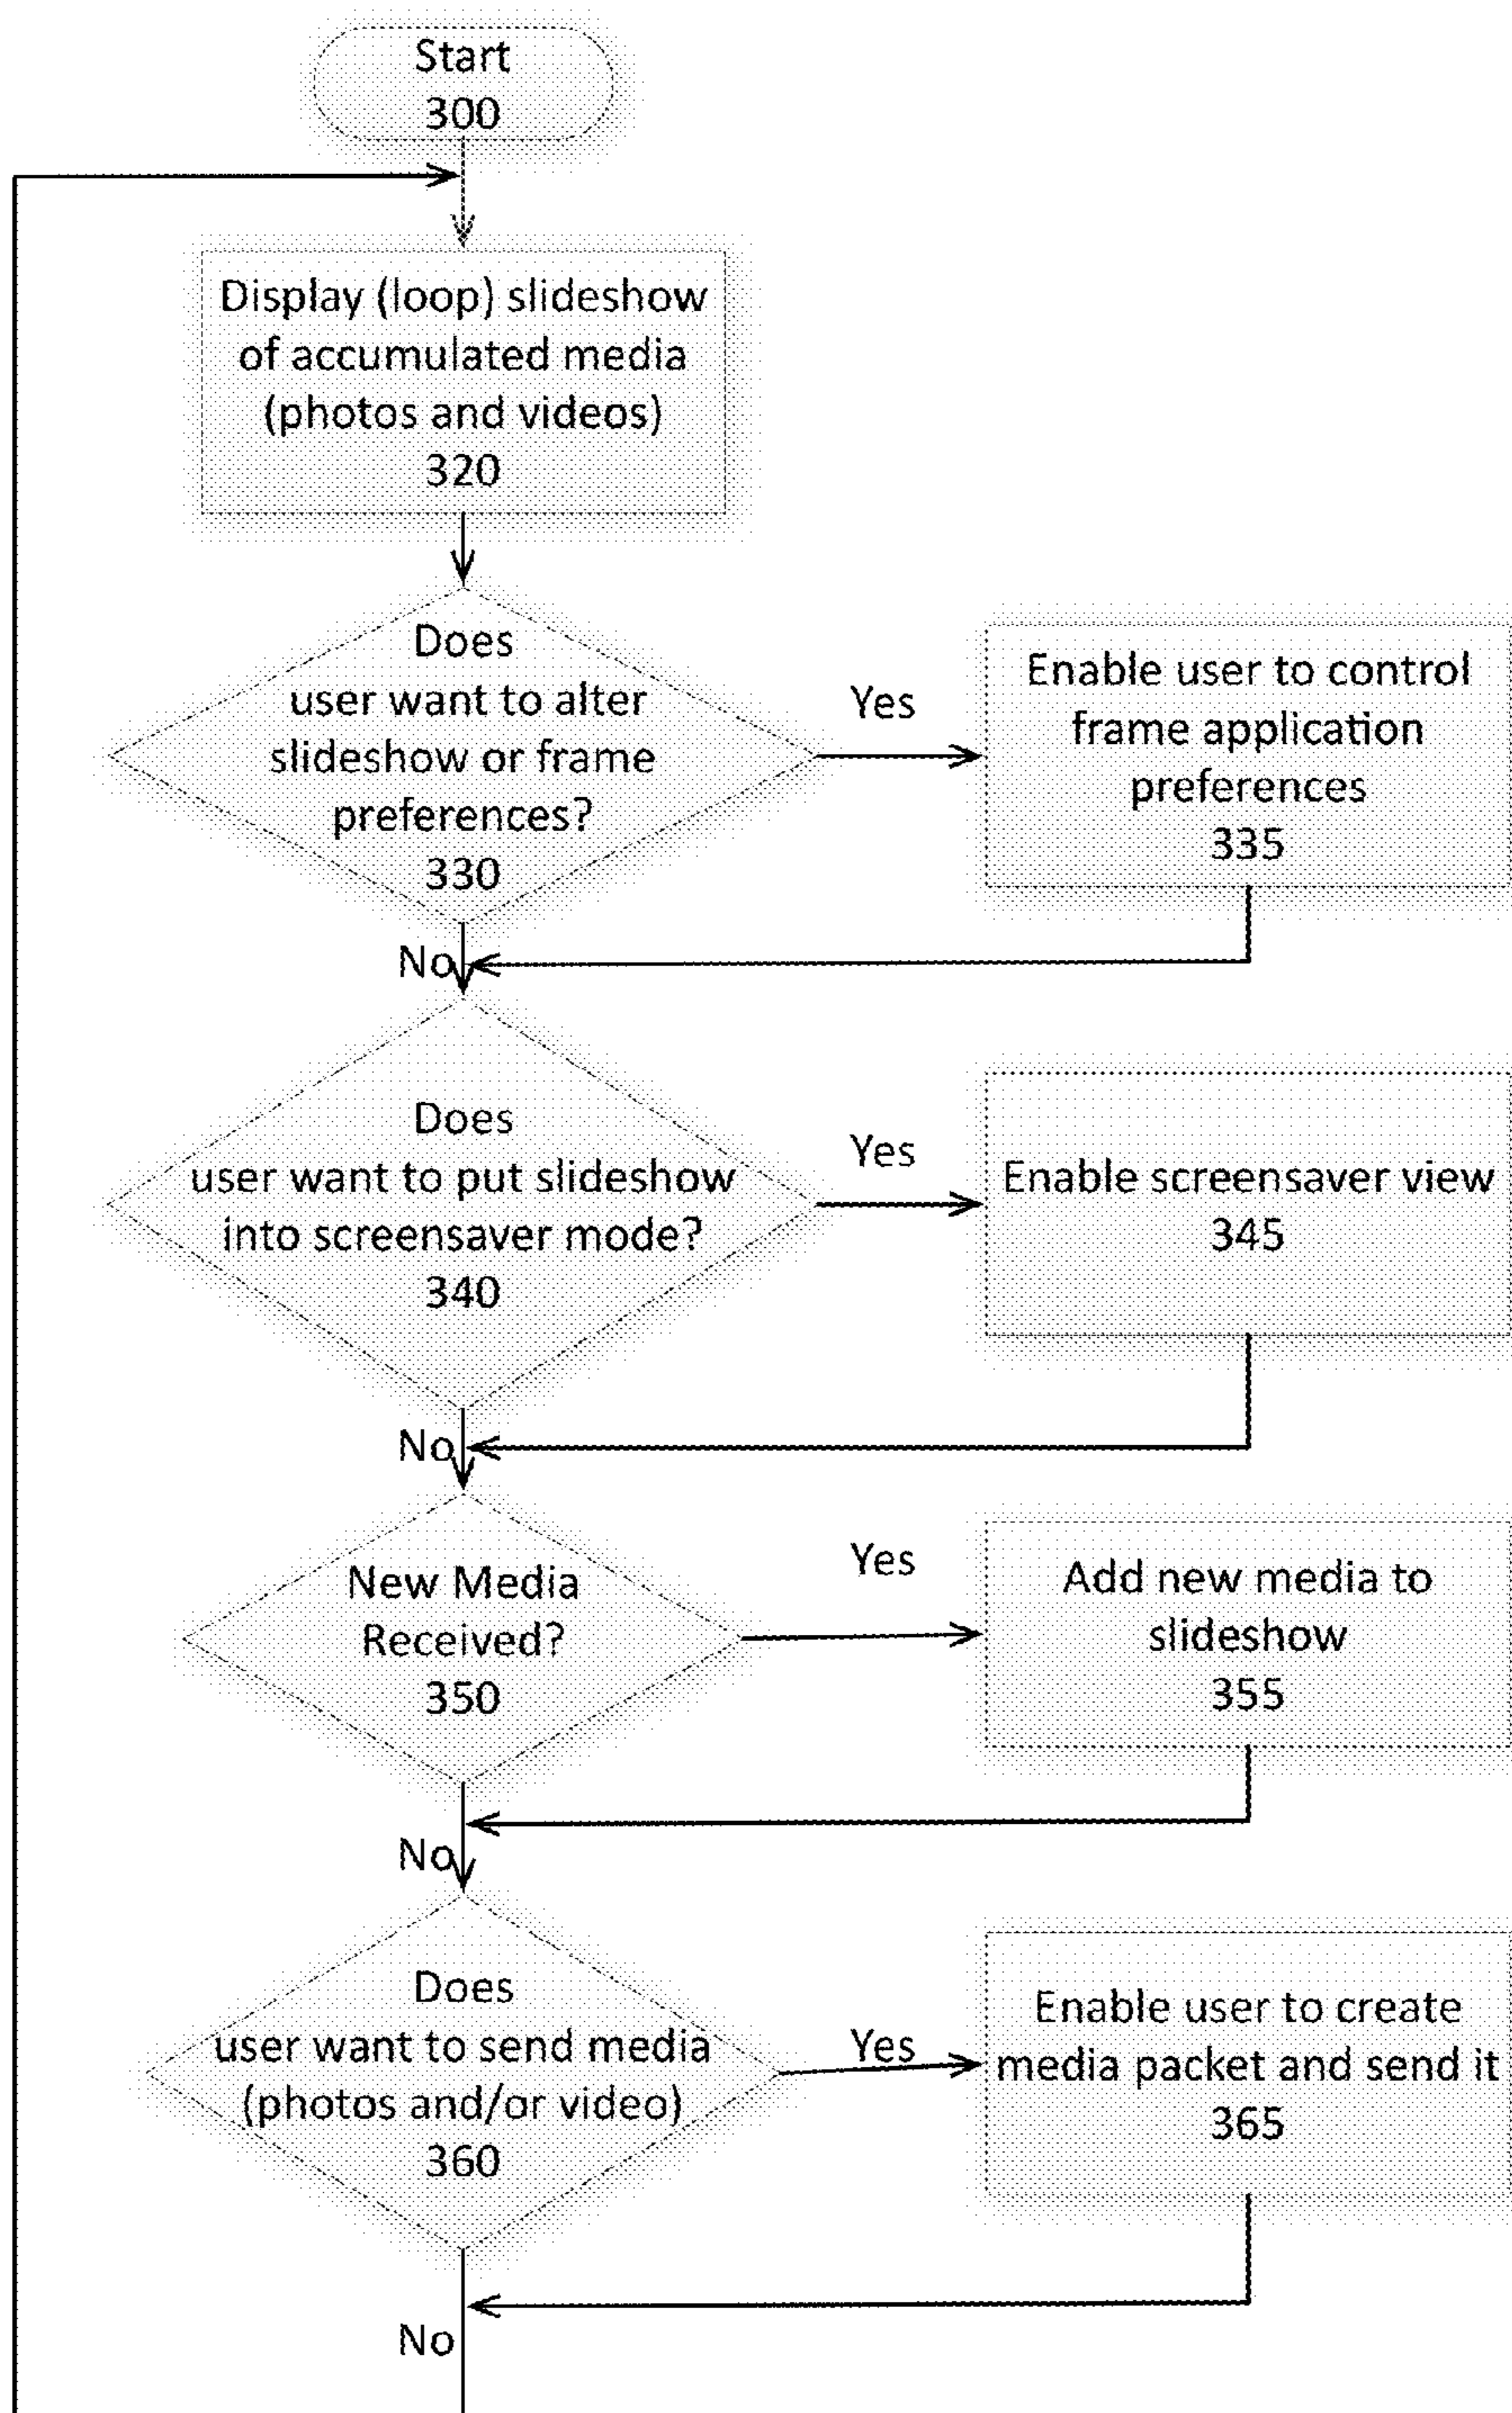 Start
300
Display (loop) slideshow
of accumulated media
(photos and videos)
320
Does
user want to alter
slideshow or frame
preferences?
330
Yes
Enable user to control
frame application
preferences
335
No
Does
user want to put slideshow
into screensaver mode?
340
Yes
Enable screensaver view
345
No
New Media
Received?
350
Yes
Add new media to
slideshow
355
No
Does
user want to send media
(photos and/or video)
360
Yes
Enable user to create
media packet and send it
365
No